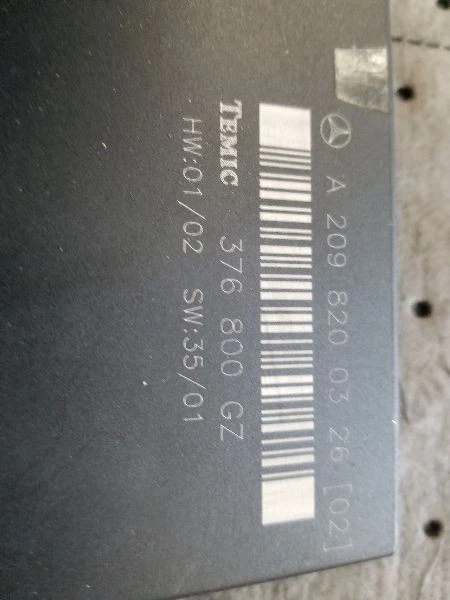 A 209 820 03 26 [02]
TEMIC 376 800 GZ
HW:01/02 SW:35/01